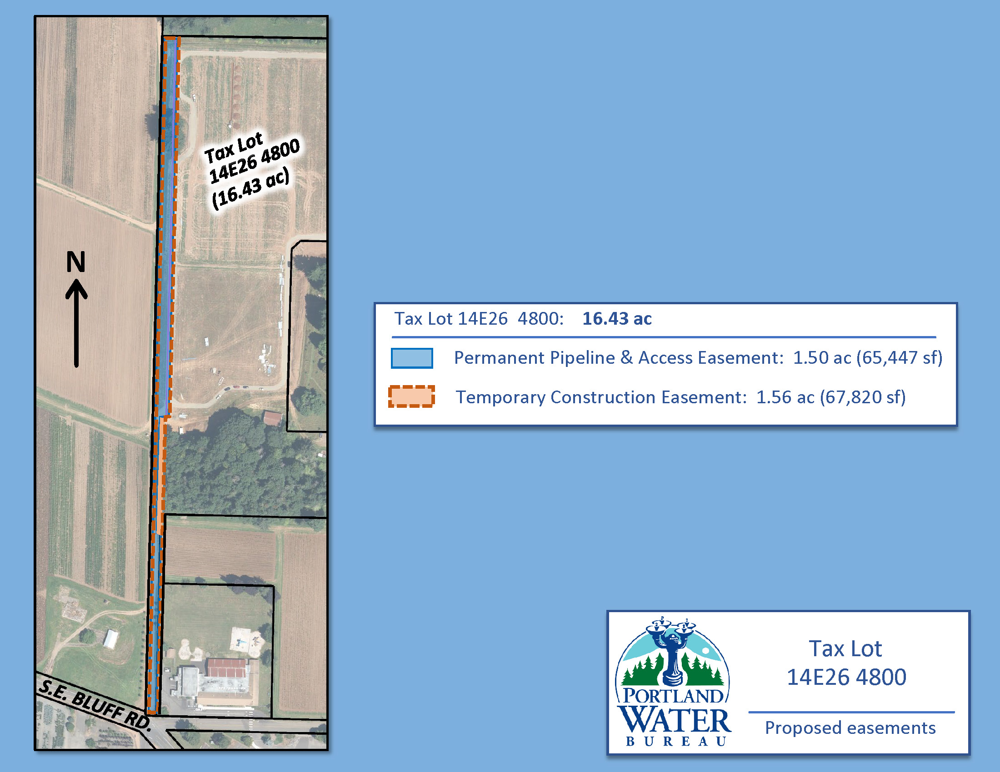 Tax Lot
14E26 4800
(16.43 ac)
N
S.E. BLUFF RD.
Tax Lot 14E26 4800: 16.43 ac
Permanent Pipeline & Access Easement: 1.50 ac (65,447 sf)
Temporary Construction Easement: 1.56 ac (67,820 sf)
PORTLAND
WATER
BUREAU
Tax Lot
14E26 4800
Proposed easements